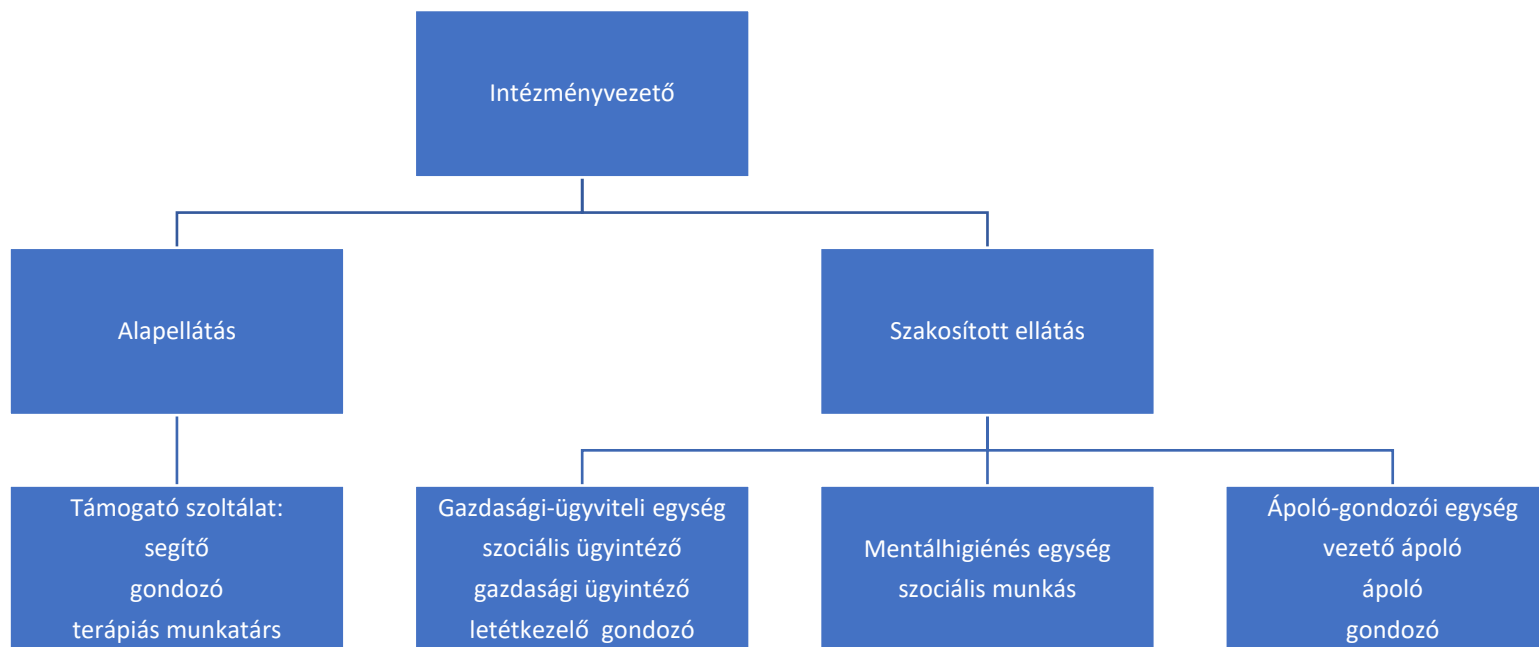 Intézményvezető
Alapellátás
Szakosított ellátás
Támogató szoltálat:
segítő
gondozó
terápiás munkatárs
Gazdasági-ügyviteli egység
szociális ügyintéző
gazdasági ügyintéző
letétkezelő  gondozó
Mentálhigiénés egység
szociális munkás
Ápoló-gondozói egység
vezető ápoló
ápoló
gondozó